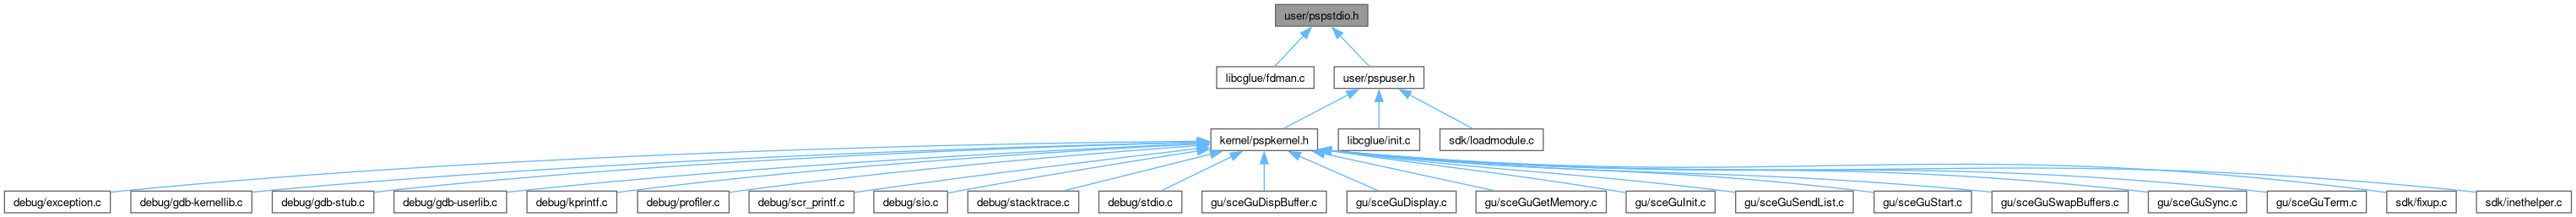 user/pspstdio.h
libcglue/fdman.c
user/pspuser.h
kernel/pspkernel.h
libcglue/init.c
sdk/loadmodule.c
debug/exception.c
debug/gdb-kernellib.c
debug/gdb-stub.c
debug/gdb-userlib.c
debug/kprintf.c
debug/profiler.c
debug/scr_printf.c
debug/sio.c
debug/stacktrace.c
debug/stdio.c
gu/sceGuDispBuffer.c
gu/sceGuDisplay.c
gu/sceGuGetMemory.c
gu/sceGuInit.c
gu/sceGuSendList.c
gu/sceGuStart.c
gu/sceGuSwapBuffers.c
gu/sceGuSync.c
gu/sceGuTerm.c
sdk/fixup.c
sdk/inethelper.c